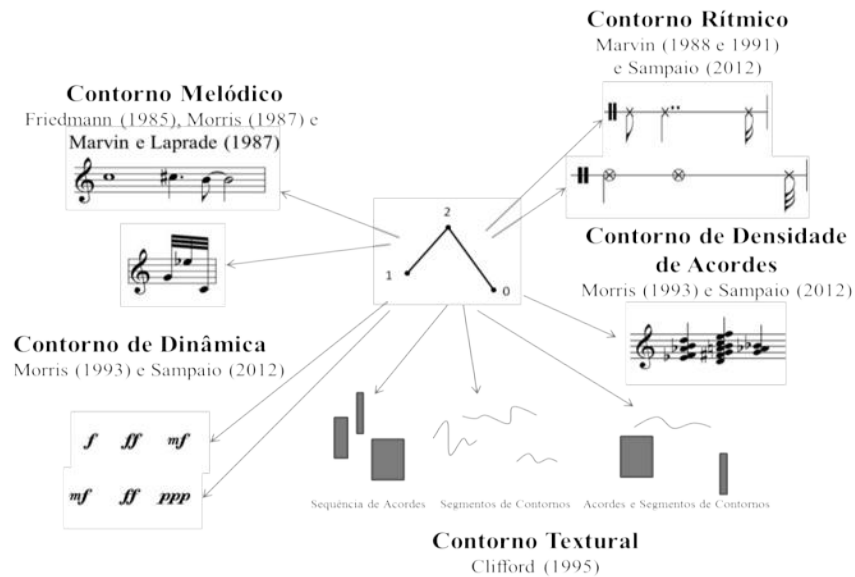 Contorno Rítmico
Marvin (1988 e 1991)
e Sampaio (2012)
Contorno Melódico
Friedmann (1985), Morris (1987) e
Marvin e Laprade (1987)
2
1
0
Contorno de Densidade
de Acordes
Morris (1993) e Sampaio (2012)
Contorno de Dinâmica
Morris (1993) e Sampaio (2012)
f ff mf
mf ff ppp
Sequência de Acordes
Segmentos de Contornos
Acordes e Segmentos de Contornos
Contorno Textural
Clifford (1995)